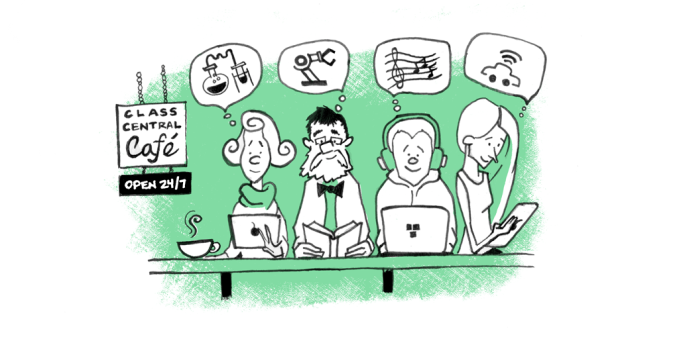 CLASS
CENTRAL
Café
OPEN 24/7